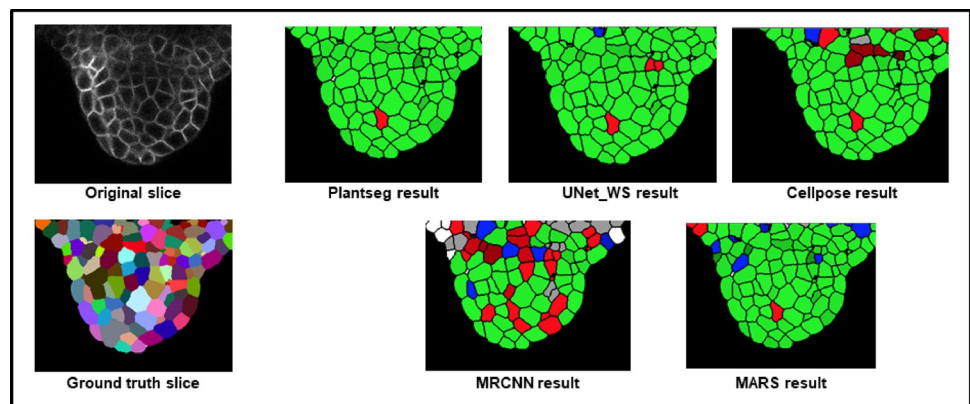 Original slice
Plantseg result
UNet_WS result
Cellpose result
Ground truth slice
MRCNN result
MARS result